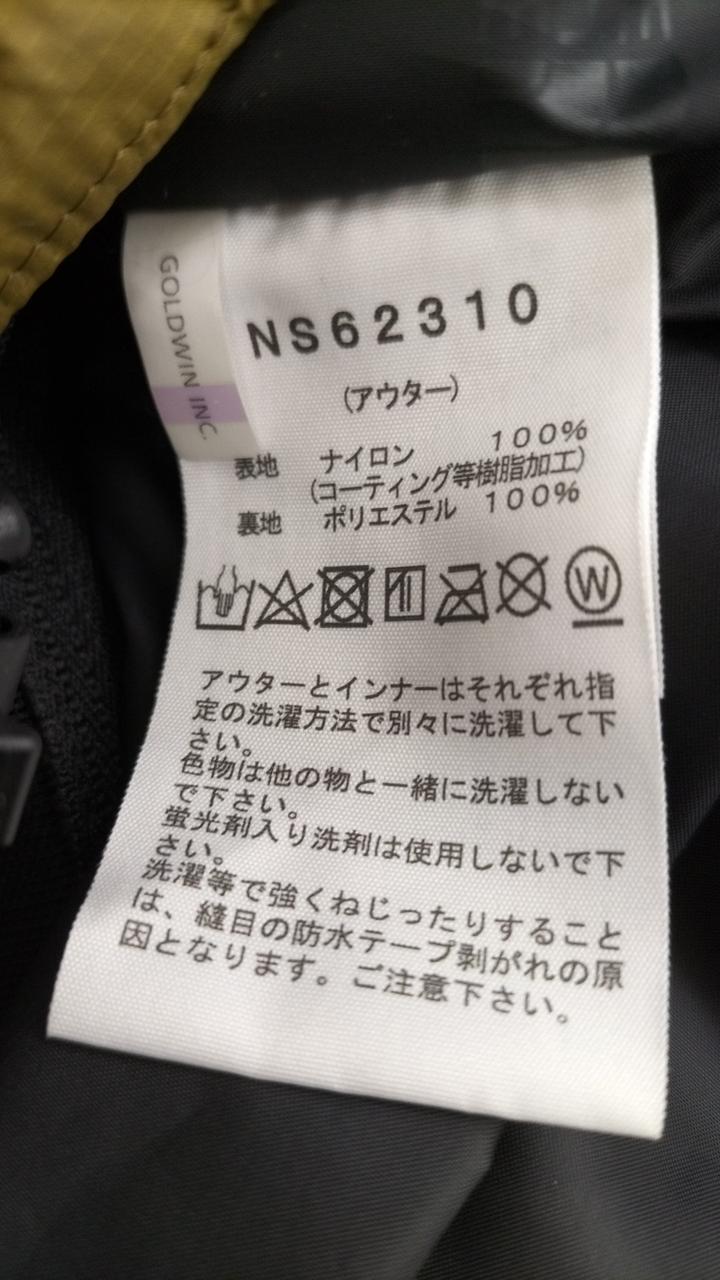 GOLDWIN INC.
NS62310
(アウター)
表地 ナイロン 100%
(コーティング等樹脂加工)
裏地 ポリエステル 100%
W
アウターとインナーはそれぞれ指
定の洗濯方法で別々に洗濯して下
さい。
色物は他の物と一緒に洗濯しない
で下さい。
蛍光剤入り洗剤は使用しないで下
さい。
洗濯等で強くねじったりすること
は、縫目の防水テープ剥がれの原
因となります。ご注意下さい。